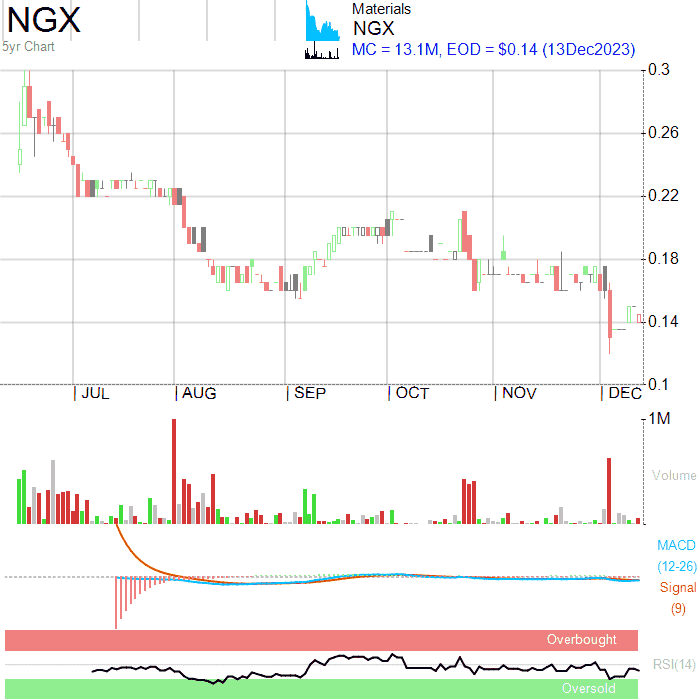 NGX
5yr Chart
Materials
NGX
MC = 13.1M, EOD = $0.14 (13Dec2023)
0.3
0.26
0.22
0.18
0.14
0.1
JUL AUG SEP OCT NOV DEC
1M
Volume
MACD
(12-26)
Signal
(9)
Overbought
RSI(14)
Oversold